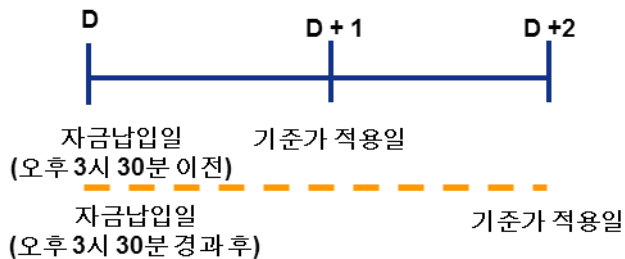 D
D + 1
D +2
자금납입일
기준가 적용일
(오후 3시 30분 이전)
자금납입일
기준가 적용일
(오후 3시 30분 경과 후)